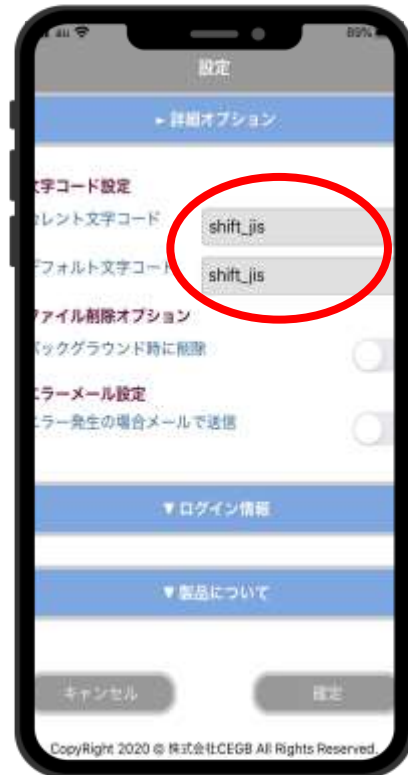 au 89%
設定
► 詳細オプション
文字コード設定
カレント文字コード shift_jis
デフォルト文字コード shift_jis
ファイル削除オプション
バックグラウンド時に削除
エラーメール設定
エラー発生の場合メールで送信
▼ログイン情報
▼製品について
キャンセル 確定
CopyRight 2020 © 株式会社CEGB All Rights Reserved.